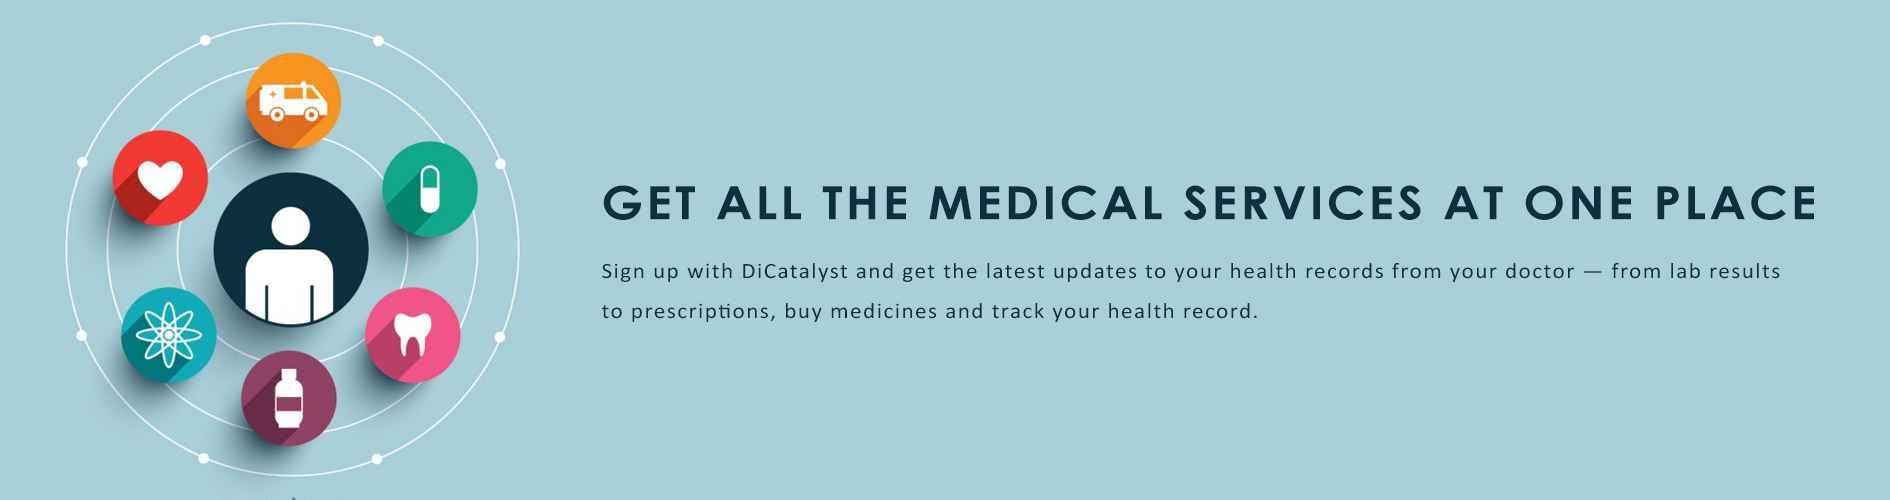 GET ALL THE MEDICAL SERVICES AT ONE PLACE
Sign up with DiCatalyst and get the latest updates to your health records from your doctor — from lab results
to prescriptions, buy medicines and track your health record.